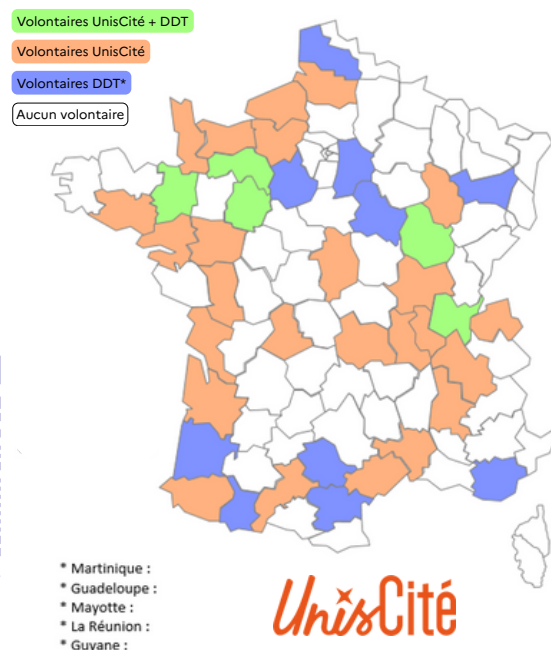 Volontaires UnisCité + DDT
Volontaires UnisCité
Volontaires DDT*
Aucun volontaire
* Martinique :
* Guadeloupe :
* Mayotte :
* La Réunion :
* Guyane :
UnisCité